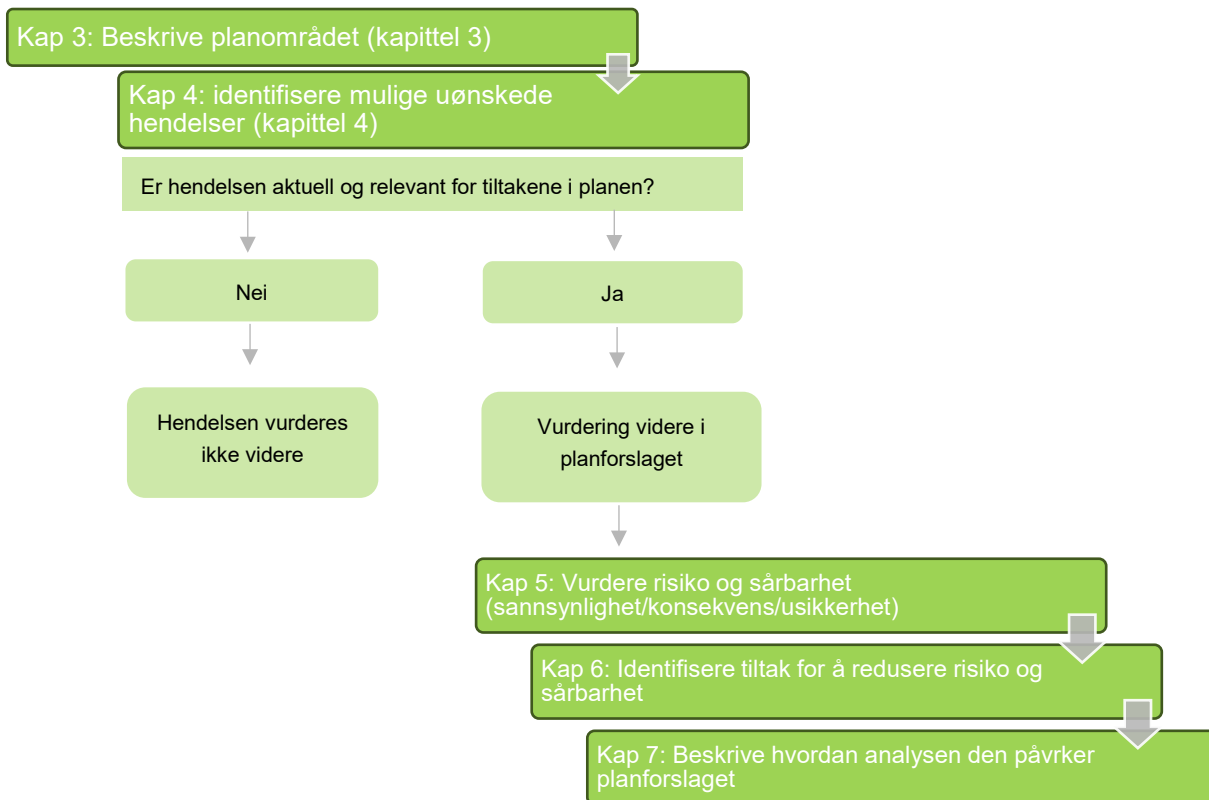 Kap 3: Beskrive planområdet (kapittel 3)
Kap 4: identifisere mulige uønskede
hendelser (kapittel 4)
Er hendelsen aktuell og relevant for tiltakene i planen?
Nei
Ja
Hendelsen vurderes
ikke videre
Vurdering videre i
planforslaget
Kap 5: Vurdere risiko og sårbarhet
(sannsynlighet/konsekvens/usikkerhet)
Kap 6: Identifisere tiltak for å redusere risiko og
sårbarhet
Kap 7: Beskrive hvordan analysen den påvrker
planforslaget